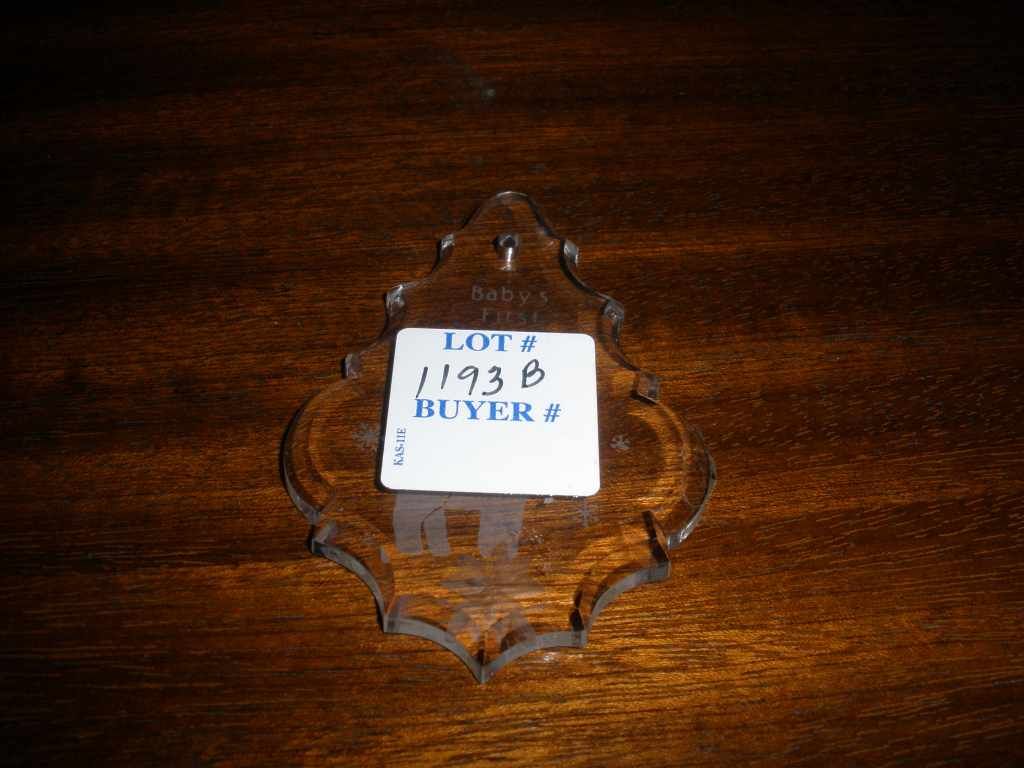 Baby's
First
LOT #
1193 B
BUYER #
KAS-11E